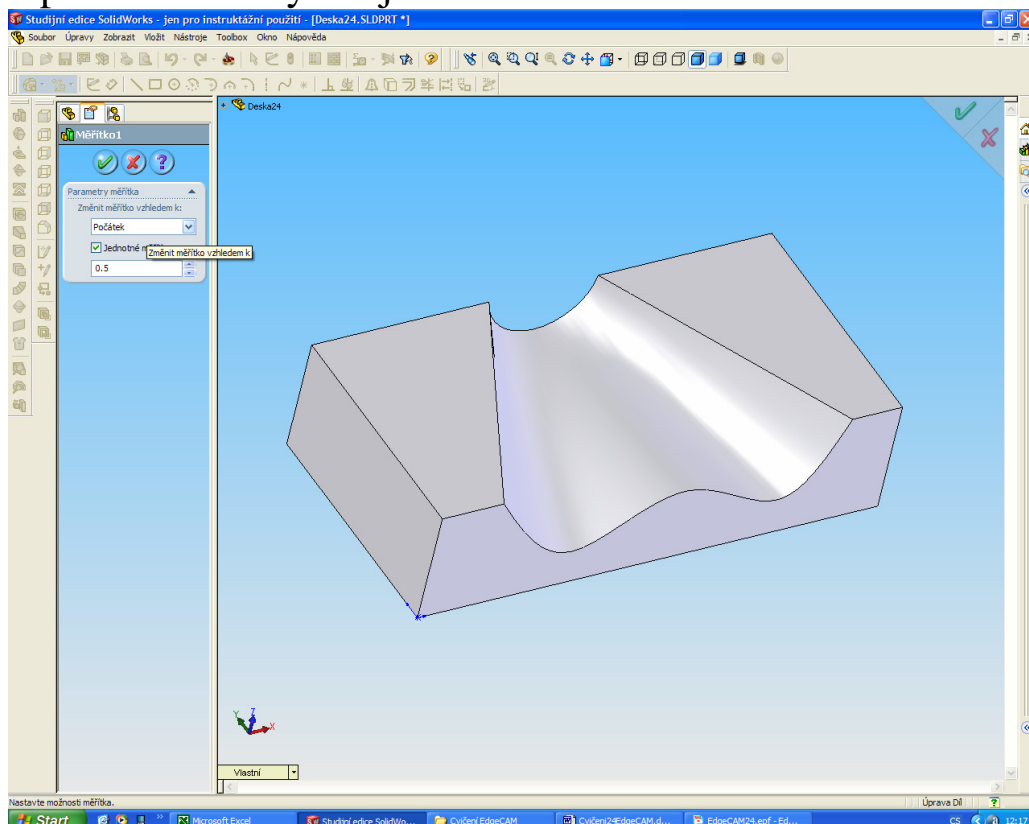 Studijní edice SolidWorks - jen pro instruktážní použití - [Deska24.SLDPRT *]
Soubor Úpravy Zobrazit Vložit Nástroje Toolbox Okno Nápověda
Deska24
Měřítko1
Parametry měřítka
Změnit měřítko vzhledem k:
Počátek
Jednotné
Změnit měřítko vzhledem k
0.5
Y Z X
Vlastní
Nastavte možnosti měřítka.
Úprava Díl
Start
Microsoft Excel
Studijní edice SolidWo...
Cvičení EdgeCAM
Cvičeni24EdgeCAM.d...
EdgeCAM24.epf - Ed...
CS
12:17